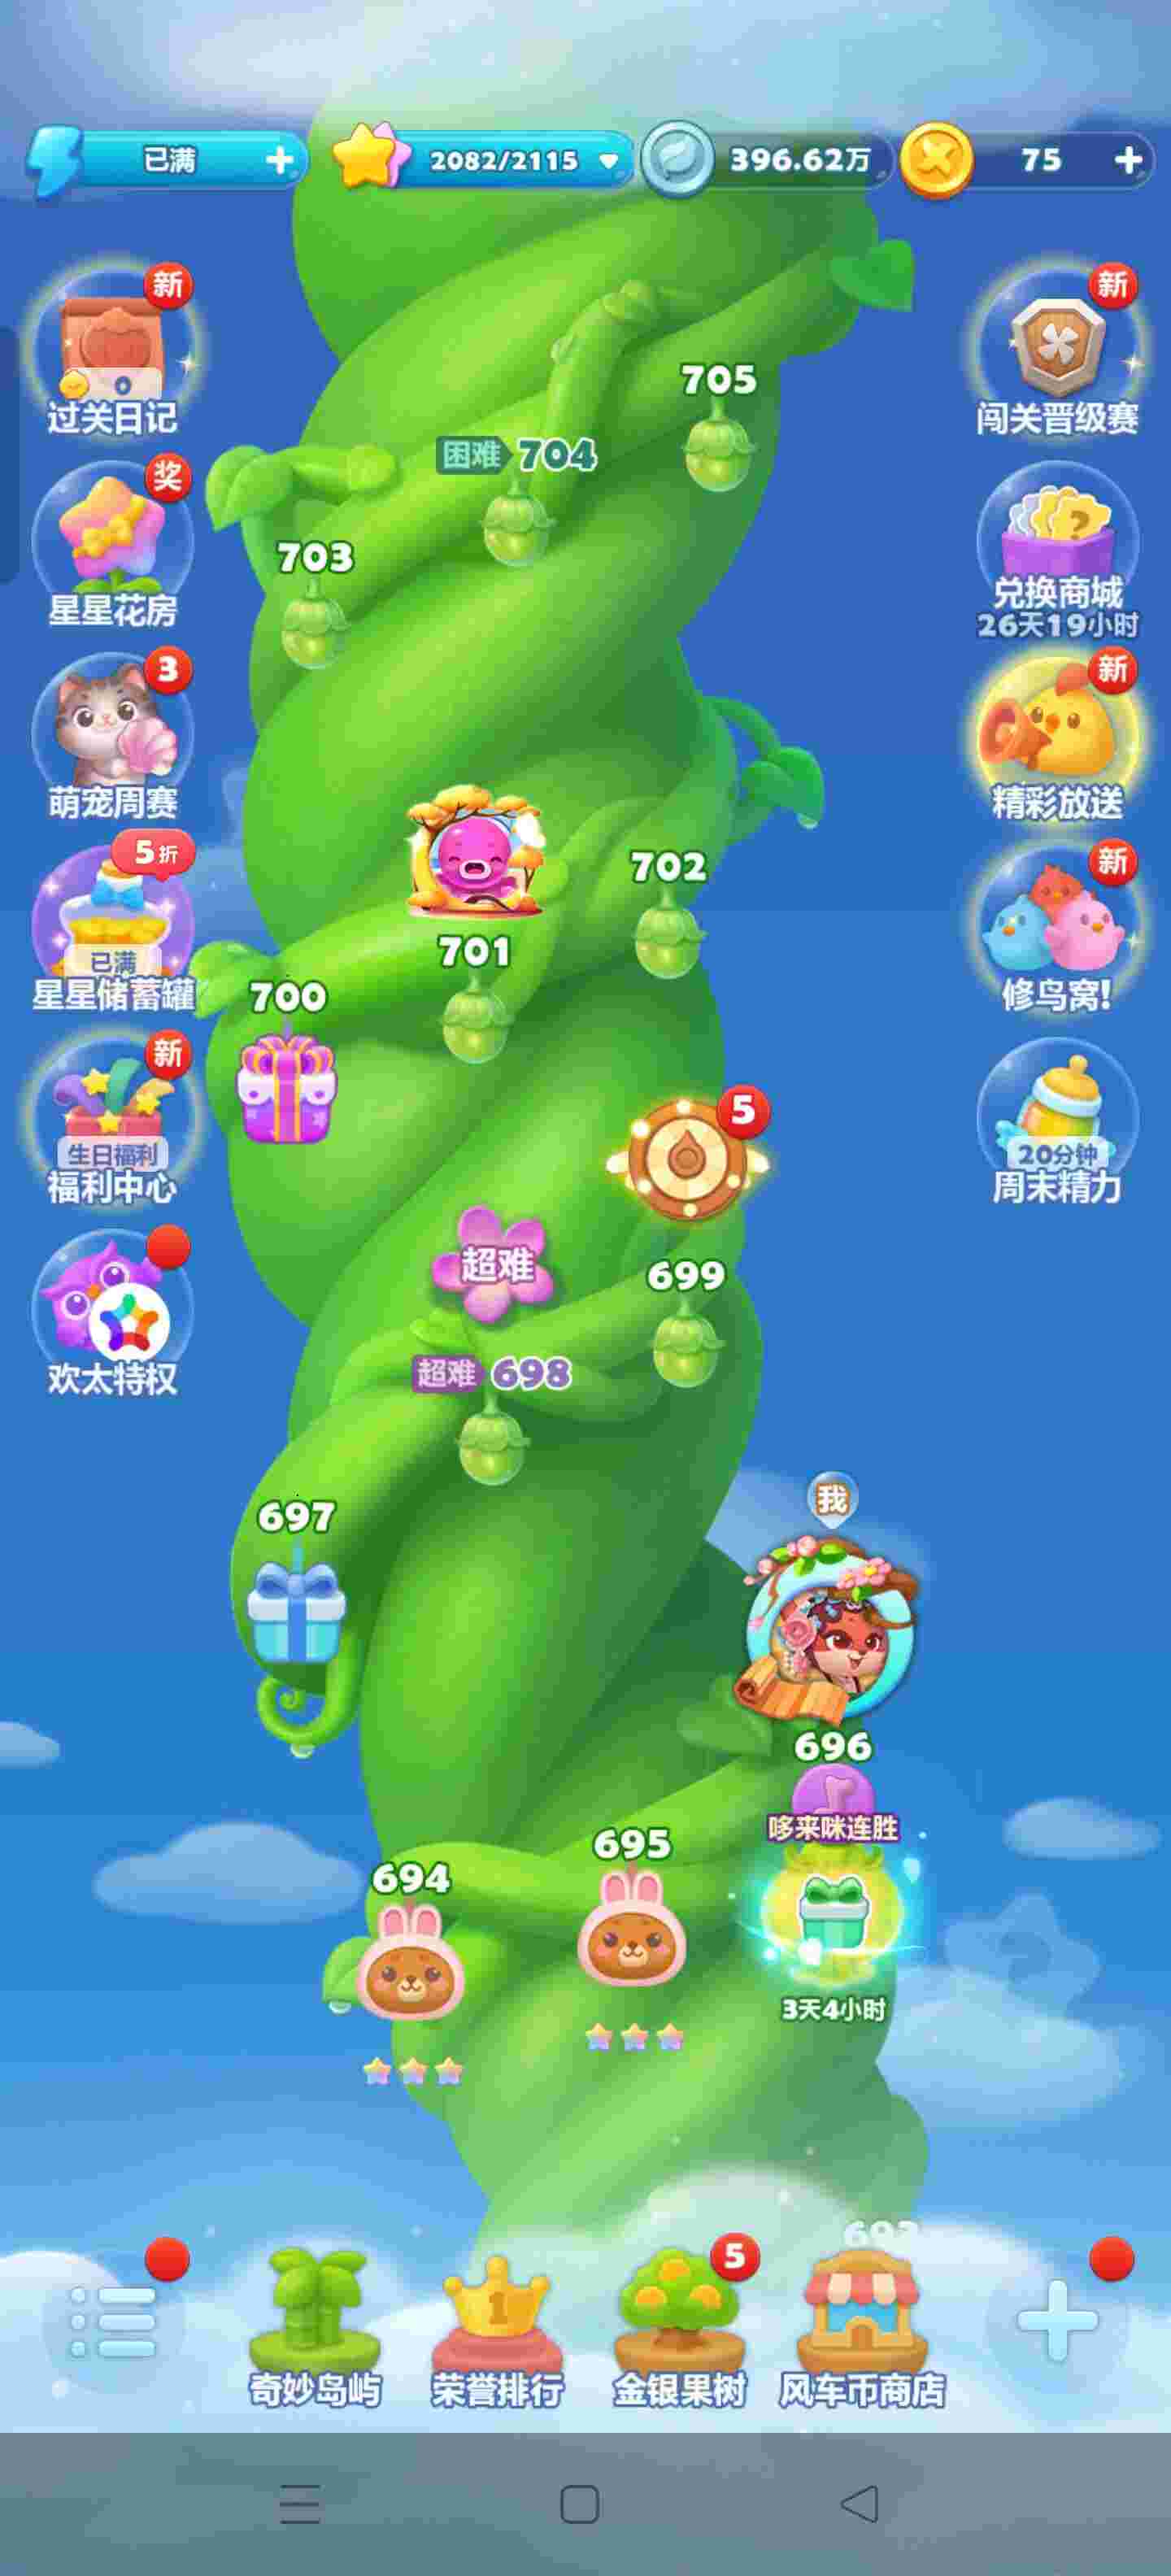 已满
2082/2115
396.62万
75
新
0
过关日记
新
闯关晋级赛
705
困难 704
奖
星星花房
703
兑换商城
26天19小时
3
萌宠周赛
新
精彩放送
5折
已满
星星储蓄罐
702
701
700
新
修鸟窝!
新
生日福利
福利中心
5
20分钟
周末精力
超难
699
欢太特权
超难 698
697
我
696
哆来咪连胜
695
694
3天4小时
693
1
5
奇妙岛屿
荣誉排行
金银果树
风车币商店